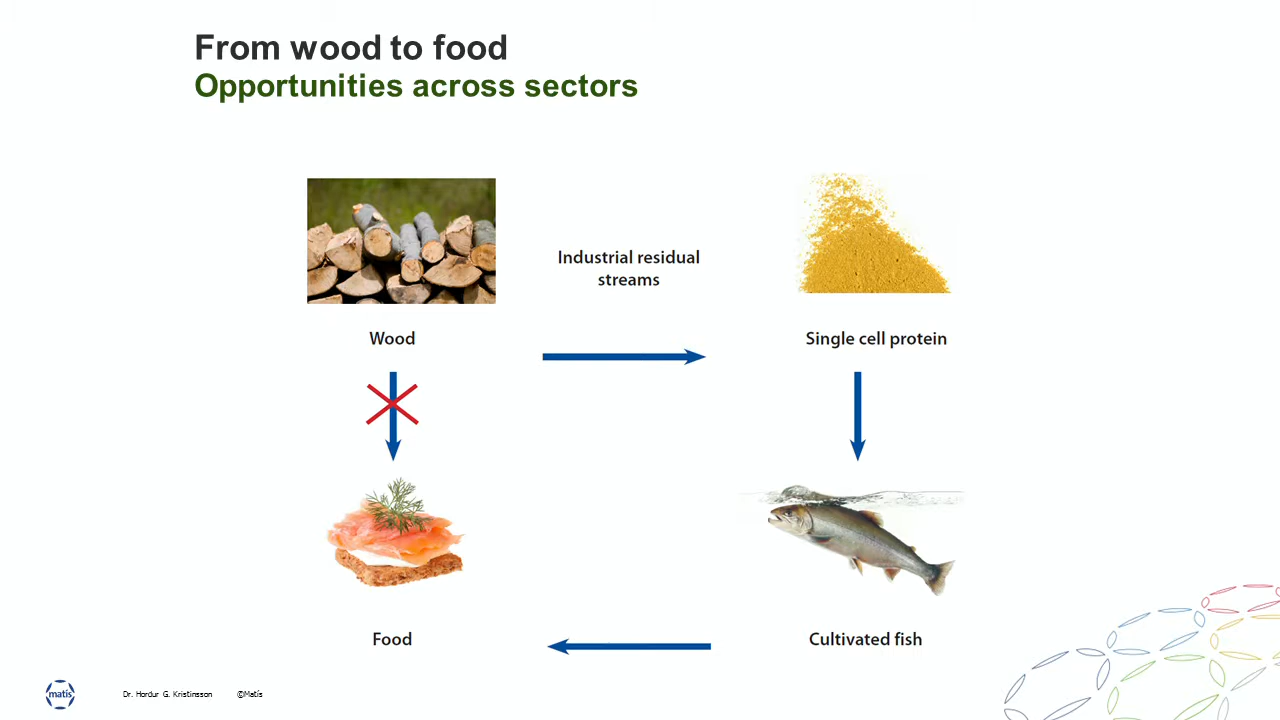 From wood to food
Opportunities across sectors
Industrial residual
streams
Wood
Single cell protein
Food
Cultivated fish
matís
Dr. Hordur G. Kristinsson
©Matís